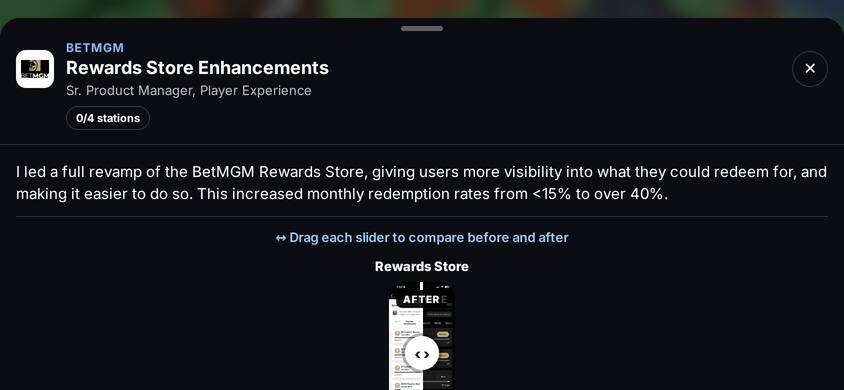 BETMGM
BETMGM
Rewards Store Enhancements
Sr. Product Manager, Player Experience
0/4 stations
I led a full revamp of the BetMGM Rewards Store, giving users more visibility into what they could redeem for, and
making it easier to do so. This increased monthly redemption rates from <15% to over 40%.
↔ Drag each slider to compare before and after
Rewards Store
AFTER